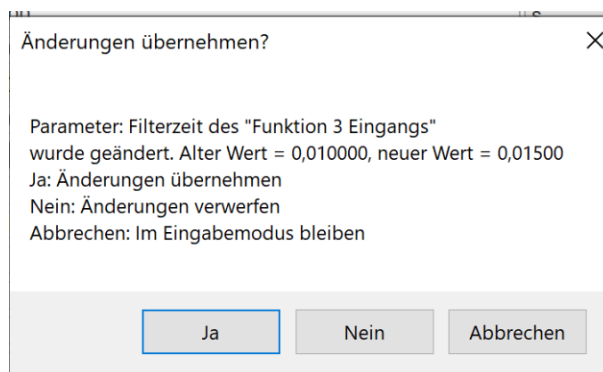 Änderungen übernehmen?
Parameter: Filterzeit des "Funktion 3 Eingangs"
wurde geändert. Alter Wert = 0,010000, neuer Wert = 0,01500
Ja: Änderungen übernehmen
Nein: Änderungen verwerfen
Abbrechen: Im Eingabemodus bleiben
Ja Nein Abbrechen